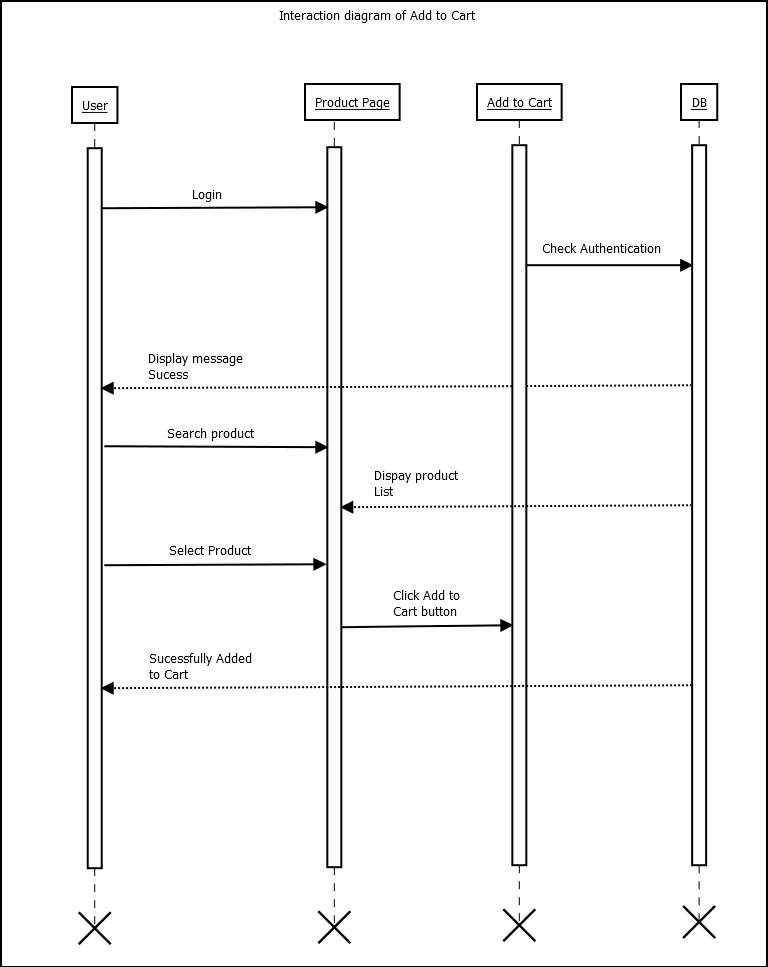 Interaction diagram of Add to Cart
User
Product Page
Add to Cart
DB
Login
Check Authentication
Display message
Sucess
Search product
Dispay product
List
Select Product
Click Add to
Cart button
Sucessfully Added
to Cart